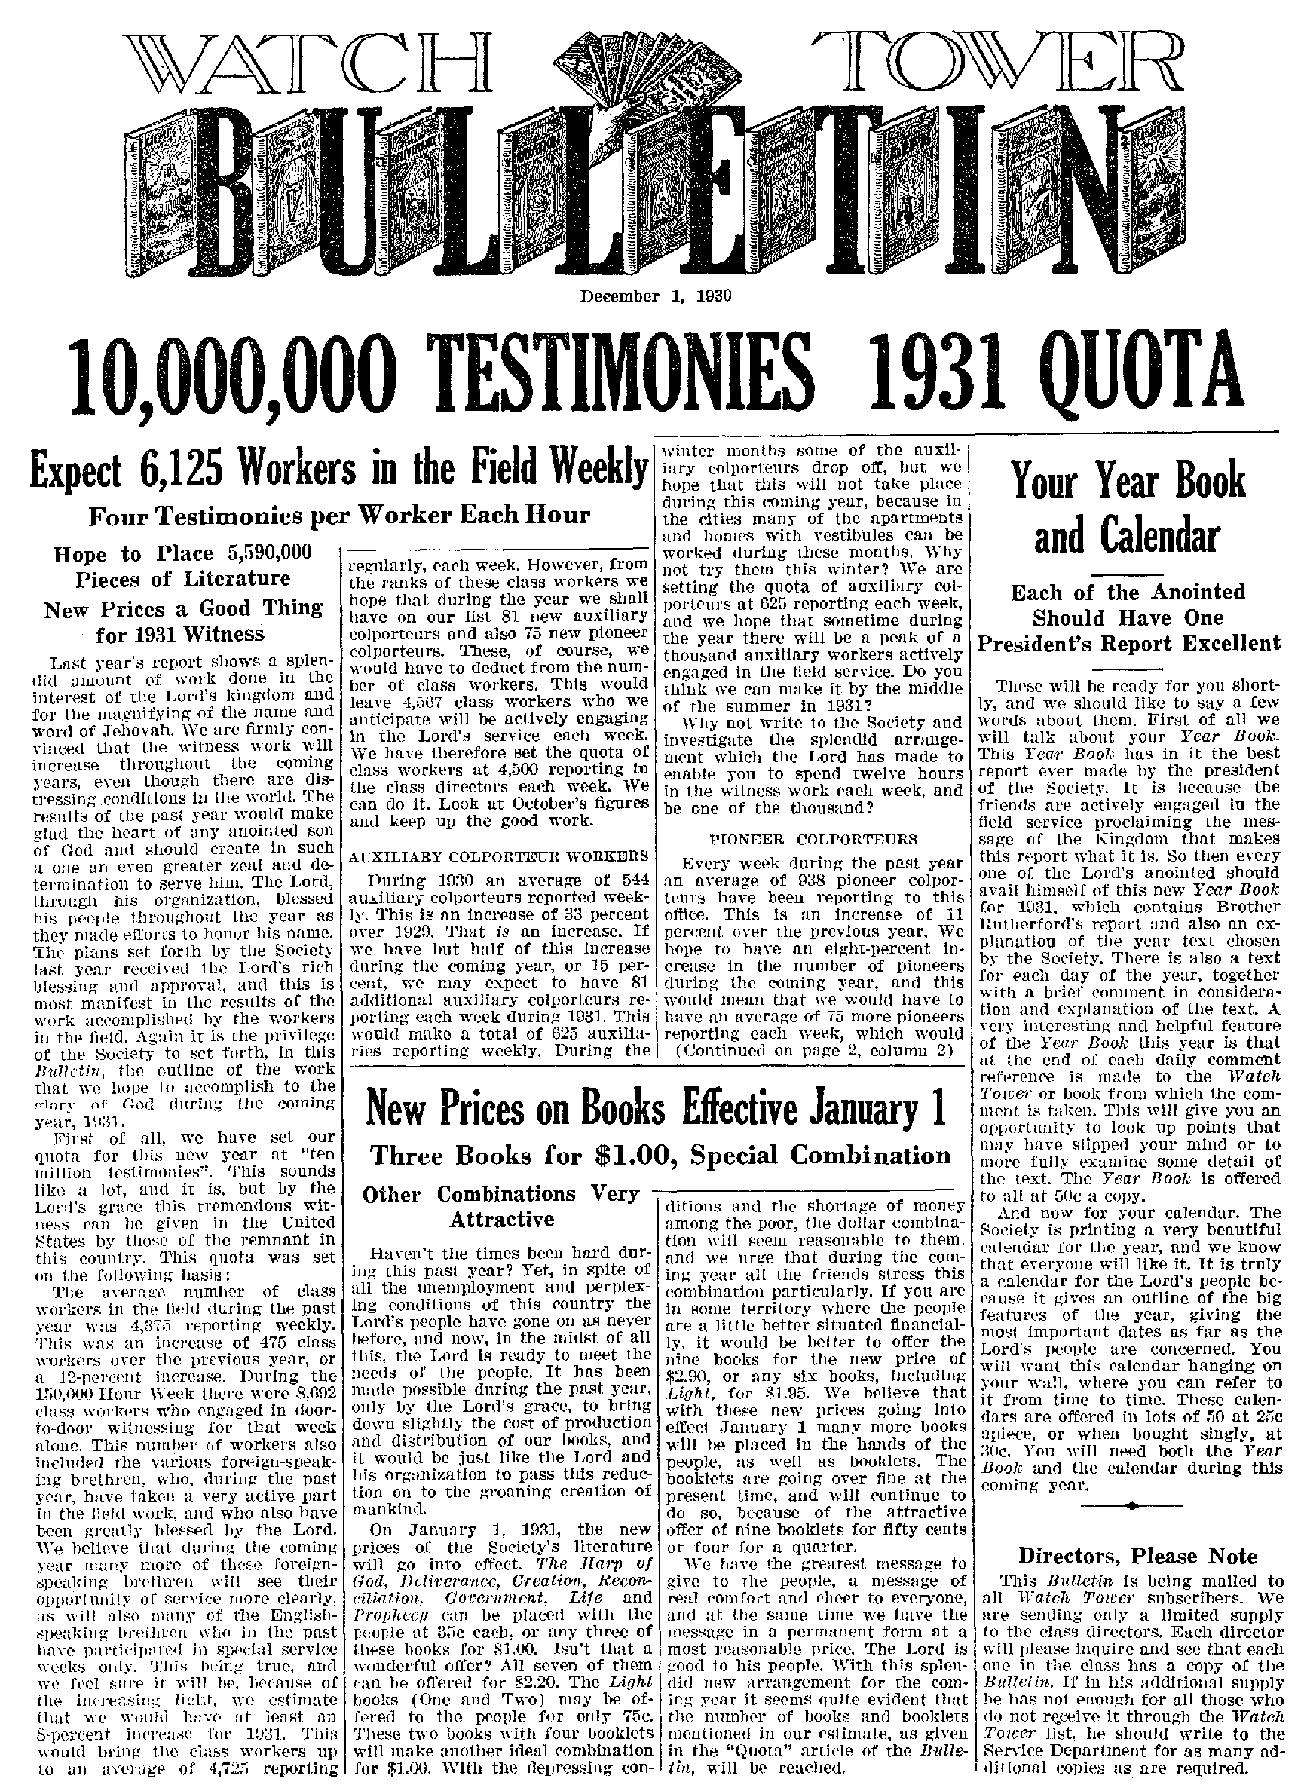 WATCH TOWER
BULLETIN
December 1, 1930
10,000,000 TESTIMONIES 1931 QUOTA
Expect 6,125 Workers in the Field Weekly
Four Testimonies per Worker Each Hour
Hope to Place 5,590,000
Pieces of Literature
New Prices a Good Thing
for 1931 Witness
Last year's report shows a splen-
did amount of work done in the
interest of the Lord's kingdom and
for the magnifying of the name and
word of Jehovah. We are firmly con-
vinced that the witness work will
increase throughout the coming
years, even though there are dis-
tressing conditions in the world. The
results of the past year would make
glad the heart of any anointed son
of God and should create in such
a one an even greater zeal and de-
termination to serve him. The Lord,
through his organization, blessed
his people throughout the year as
they made efforts to honor his name.
The plans set forth by the Society
last year received the Lord's rich
blessing and approval, and this is
most manifest in the results of the
work accomplished by the workers
in the field. Again it is the privilege
of the Society to set forth, in this
Bulletin, the outline of the work
that we hope to accomplish to the
glory of God during the coming
year, 1931.
First of all, we have set our
quota for this new year at "ten
million testimonies". This sounds
like a lot, and it is, but by the
Lord's grace this tremendous wit-
ness can be given in the United
States by those of the remnant in
this country. This quota was set
on the following basis:
The average number of class
workers in the field during the past
year was 4,375 reporting weekly.
This was an increase of 475 class
workers over the previous year, or
a 12-percent increase. During the
150,000 Hour Week there were 8,692
class workers who engaged in door-
to-door witnessing for that week
alone. This number of workers also
included the various foreign-speak-
ing brethren, who, during the past
year, have taken a very active part
in the field work, and who also have
been greatly blessed by the Lord.
We believe that during the coming
year many more of these foreign-
speaking brethren will see their
opportunity of service more clearly,
as will also many of the English-
speaking brethren who in the past
have participated in special service
weeks only. This being true, and
we feel sure it will be, because of
the increasing light, we estimate
that we would have at least an
8-percent increase for 1931. This
would bring the class workers up
to an average of 4,725 reporting
regularly, each week. However, from
the ranks of these class workers we
hope that during the year we shall
have on our list 81 new auxiliary
colporteurs and also 75 new pioneer
colporteurs. These, of course, we
would have to deduct from the num-
ber of class workers. This would
leave 4,567 class workers who we
anticipate will be actively engaging
in the Lord's service each week.
We have therefore set the quota of
class workers at 4,500 reporting to
the class directors each week. We
can do it. Look at October's figures
and keep up the good work.
AUXILIARY COLPORTEUR WORKERS
During 1930 an average of 544
auxiliary colporteurs reported week-
ly. This is an increase of 33 percent
over 1929. That is an increase. If
we have but half of this increase
during the coming year, or 15 per-
cent, we may expect to have 81
additional auxiliary colporteurs re-
porting each week during 1931. This
would make a total of 625 auxilia-
ries reporting weekly. During the
winter months some of the auxil-
iary colporteurs drop off, but we
hope that this will not take place
during this coming year, because in
the cities many of the apartments
and homes with vestibules can be
worked during these months. Why
not try them this winter? We are
setting the quota of auxiliary col-
porteurs at 625 reporting each week,
and we hope that sometime during
the year there will be a peak of a
thousand auxiliary workers actively
engaged in the field service. Do you
think we can make it by the middle
of the summer in 1931?
Why not write to the Society and
investigate the splendid arrange-
ment which the Lord has made to
enable you to spend twelve hours
in the witness work each week, and
be one of the thousand?
PIONEER COLPORTEURS
Every week during the past year
an average of 938 pioneer colpor-
teurs have been reporting to this
office. This is an increase of 11
percent over the previous year. We
hope to have an eight-percent in-
crease in the number of pioneers
during the coming year, and this
would mean that we would have to
have an average of 75 more pioneers
reporting each week, which would
(Continued on page 2, column 2)
New Prices on Books Effective January 1
Three Books for $1.00, Special Combination
Other Combinations Very
Attractive
Haven't the times been hard dur-
ing this past year? Yet, in spite of
all the unemployment and perplex-
ing conditions of this country the
Lord's people have gone on as never
before, and now, in the midst of all
this, the Lord is ready to meet the
needs of the people. It has been
made possible during the past year,
only by the Lord's grace, to bring
down slightly the cost of production
and distribution of our books, and
it would be just like the Lord and
his organization to pass this reduc-
tion on to the groaning creation of
mankind.
On January 1, 1931, the new
prices of the Society's literature
will go into effect. The Harp of
God, Deliverance, Creation, Recon-
ciliation, Government, Life and
Prophecy can be placed with the
people at 35c each, or any three of
these books for $1.00. Isn't that a
wonderful offer? All seven of them
can be offered for $2.20. The Light
books (One and Two) may be of-
fered to the people for only 75c.
These two books with four booklets
will make another ideal combination
for $1.00. With the depressing con-
ditions and the shortage of money
among the poor, the dollar combina-
tion will seem reasonable to them,
and we urge that during the com-
ing year all the friends stress this
combination particularly. If you are
in some territory where the people
are a little better situated financial-
ly, it would be better to offer the
nine books for the new price of
$2.90, or any six books, including
Light, for $1.95. We believe that
with these new prices going into
effect January 1 many more books
will be placed in the hands of the
people, as well as booklets. The
booklets are going over fine at the
present time, and will continue to
do so, because of the attractive
offer of nine booklets for fifty cents
or four for a quarter.
We have the greatest message to
give to the people, a message of
real comfort and cheer to everyone,
and at the same time we have the
message in a permanent form at a
most reasonable price. The Lord is
good to his people. With this splen-
did new arrangement for the com-
ing year it seems quite evident that
the number of books and booklets
mentioned in our estimate, as given
in the "Quota" article of the Bulle-
tin, will be reached.
Your Year Book
and Calendar
Each of the Anointed
Should Have One
President's Report Excellent
These will be ready for you short-
ly, and we should like to say a few
words about them. First of all we
will talk about your Year Book.
This Year Book has in it the best
report ever made by the president
of the Society. It is because the
friends are actively engaged in the
field service proclaiming the mes-
sage of the Kingdom that makes
this report what it is. So then every
one of the Lord's anointed should
avail himself of this new Year Book
for 1931, which contains Brother
Rutherford's report and also an ex-
planation of the year text chosen
by the Society. There is also a text
for each day of the year, together
with a brief comment in considera-
tion and explanation of the text. A
very interesting and helpful feature
of the Year Book this year is that
at the end of each daily comment
reference is made to the Watch
Tower or book from which the com-
ment is taken. This will give you an
opportunity to look up points that
may have slipped your mind or to
more fully examine some detail of
the text. The Year Book is offered
to all at 50c a copy.
And now for your calendar. The
Society is printing a very beautiful
calendar for the year, and we know
that everyone will like it. It is truly
a calendar for the Lord's people be-
cause it gives an outline of the big
features of the year, giving the
most important dates as far as the
Lord's people are concerned. You
will want this calendar hanging on
your wall, where you can refer to
it from time to time. These calen-
dars are offered in lots of 50 at 25c
apiece, or when bought singly, at
30c. You will need both the Year
Book and the calendar during this
coming year.
Directors, Please Note
This Bulletin is being mailed to
all Watch Tower subscribers. We
are sending only a limited supply
to the class directors. Each director
will please inquire and see that each
one in the class has a copy of the
Bulletin. If in his additional supply
he has not enough for all those who
do not receive it through the Watch
Tower list, he should write to the
Service Department for as many ad-
ditional copies as are required.